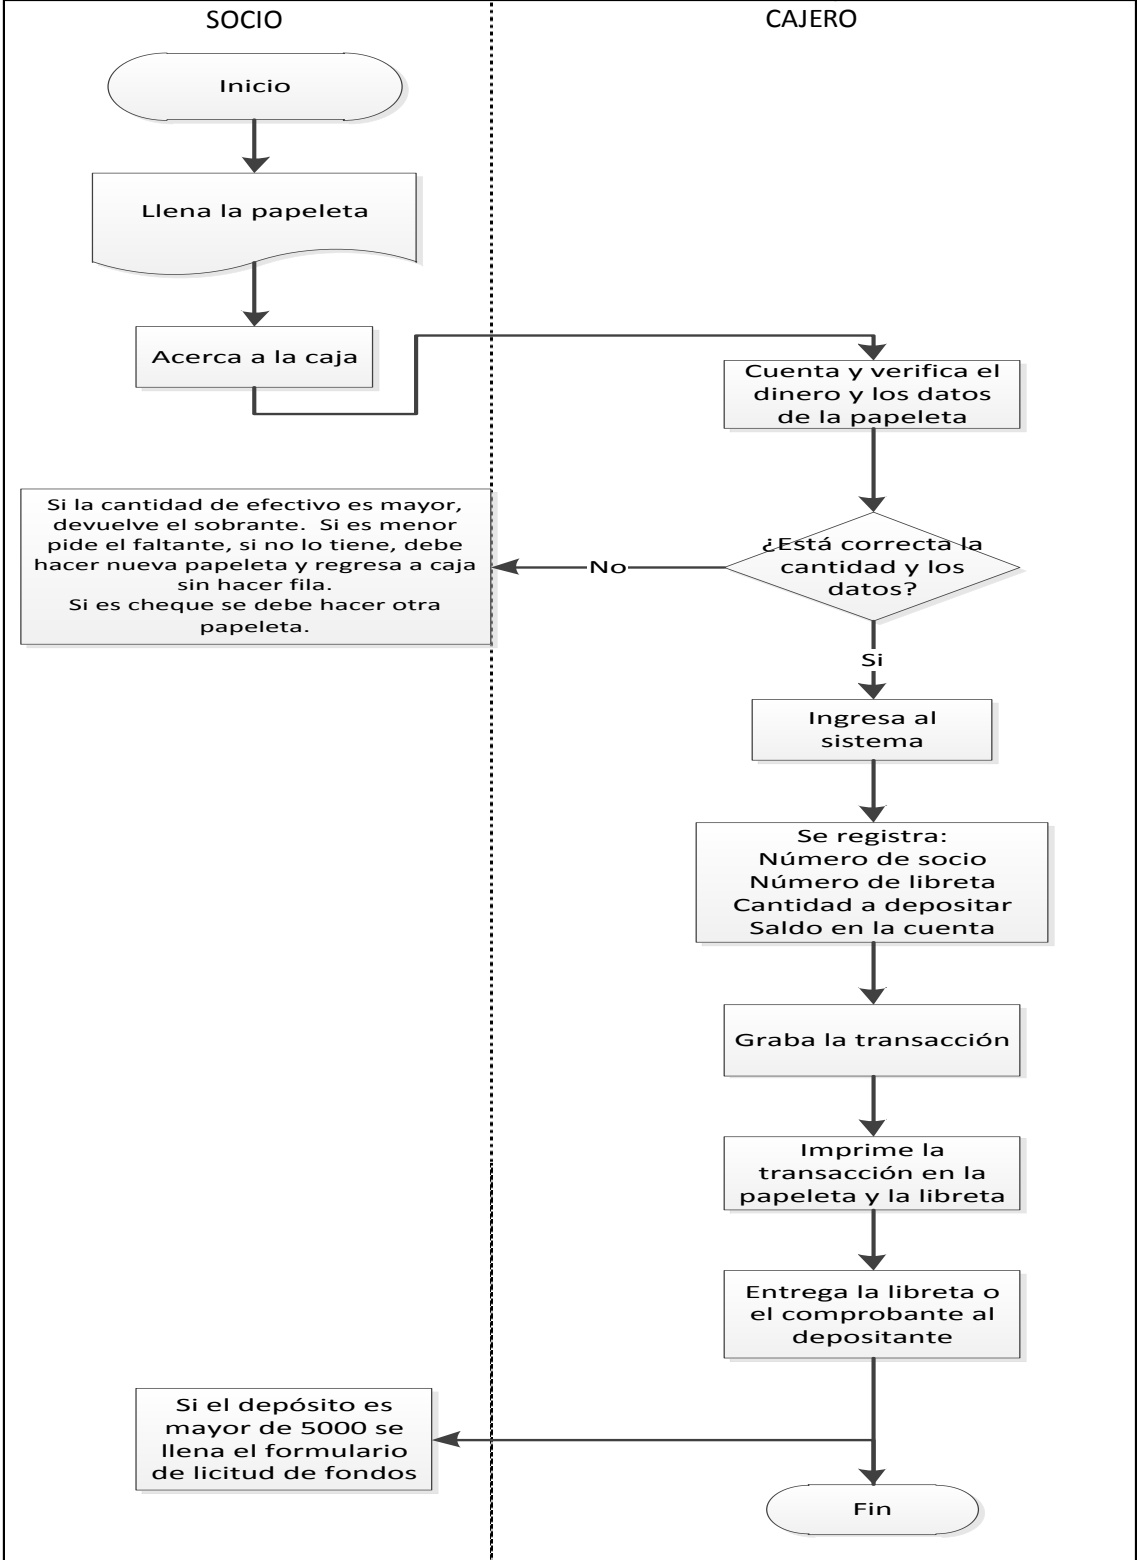 SOCIO
CAJERO
Inicio
Llena la papeleta
Acerca a la caja
Cuenta y verifica el
dinero y los datos
de la papeleta
Si la cantidad de efectivo es mayor,
devuelve el sobrante. Si es menor
pide el faltante, si no lo tiene, debe
hacer nueva papeleta y regresa a caja
sin hacer fila.
Si es cheque se debe hacer otra
papeleta.
No
¿Está correcta la
cantidad y los
datos?
Si
Ingresa al
sistema
Se registra:
Número de socio
Número de libreta
Cantidad a depositar
Saldo en la cuenta
Graba la transacción
Imprime la
transacción en la
papeleta y la libreta
Entrega la libreta o
el comprobante al
depositante
Si el depósito es
mayor de 5000 se
llena el formulario
de licitud de fondos
Fin